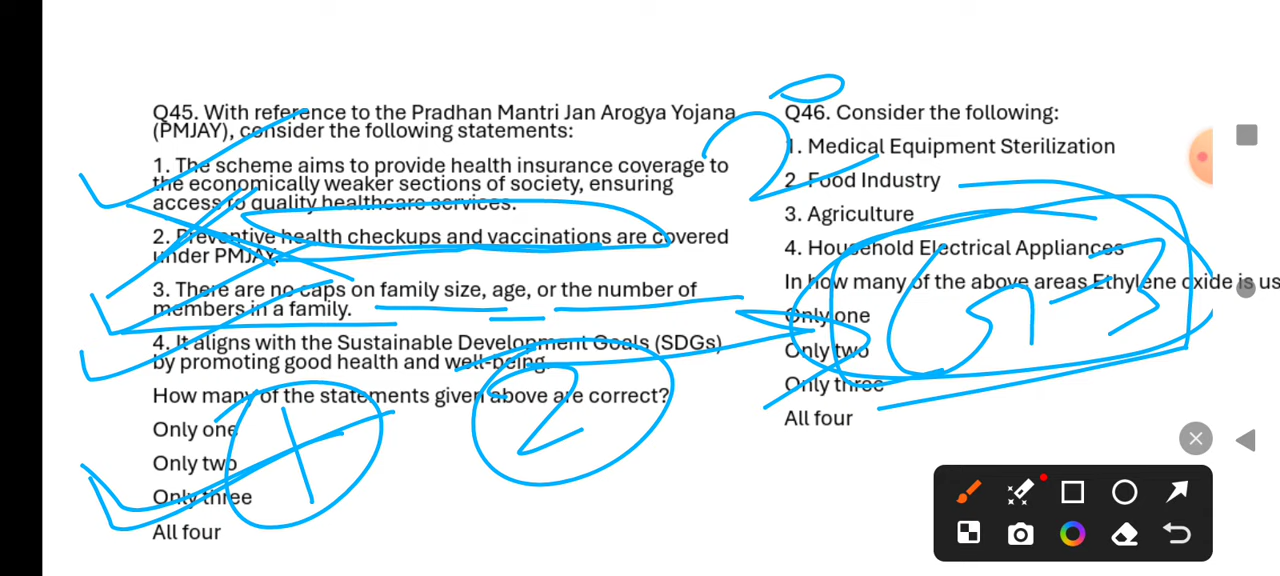 Q45. With reference to the Pradhan Mantri Jan Arogya Yojana
(PMJAY), consider the following statements:
1. The scheme aims to provide health insurance coverage to
the economically weaker sections of society, ensuring
access to quality healthcare services.
2. Preventive health checkups and vaccinations are covered
under PMJAY.
3. There are no caps on family size, age, or the number of
members in a family.
4. It aligns with the Sustainable Development Goals (SDGs)
by promoting good health and well-being.
How many of the statements given above are correct?
Only one
Only two
Only three
All four
2
Q46. Consider the following:
1. Medical Equipment Sterilization
2. Food Industry
3. Agriculture
4. Household Electrical Appliances
In how many of the above areas Ethylene oxide is us
Only one
Only two
Only three
All four
2